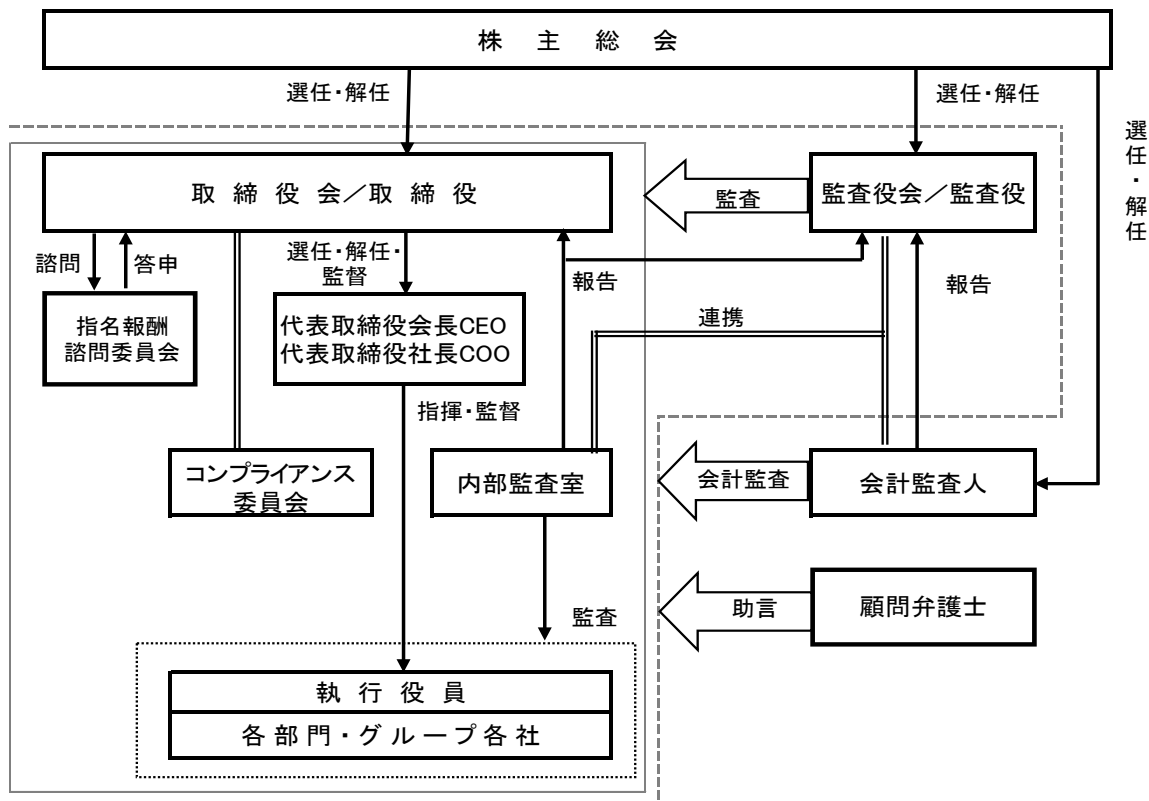 株主総会
選任・解任
選任・解任
選任・解任
取締役会／取締役
監査
監査役会／監査役
諮問
答申
選任・解任・
監督
報告
報告
指名報酬
諮問委員会
代表取締役会長CEO
代表取締役社長COO
連携
指揮・監督
コンプライアンス
委員会
内部監査室
会計監査
会計監査人
助言
顧問弁護士
監査
執行役員
各部門・グループ各社